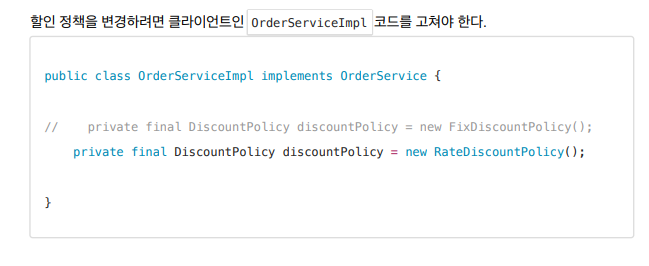 할인 정책을 변경하려면 클라이언트인 OrderServiceImpl 코드를 고쳐야 한다.
public class OrderServiceImpl implements OrderService {
//    private final DiscountPolicy discountPolicy = new FixDiscountPolicy();
    private final DiscountPolicy discountPolicy = new RateDiscountPolicy();
}